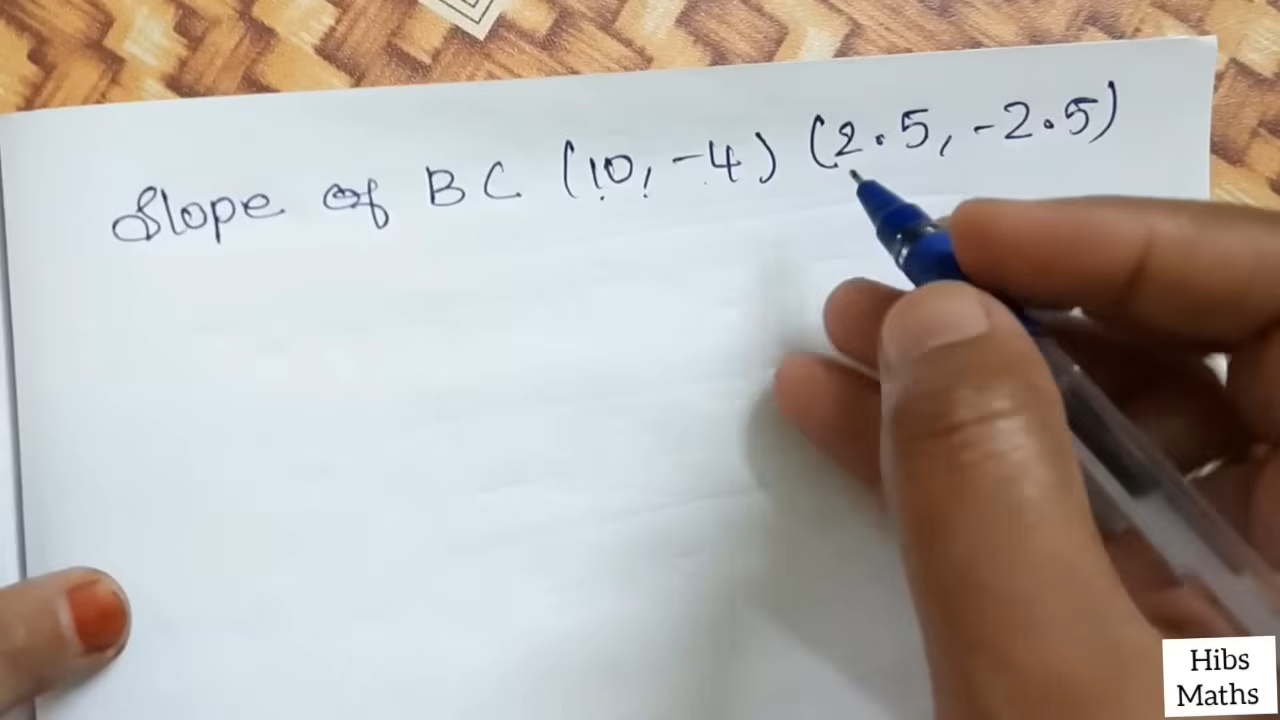 Slope of BC (10, -4) (2.5, -2.5)
Hibs
Maths